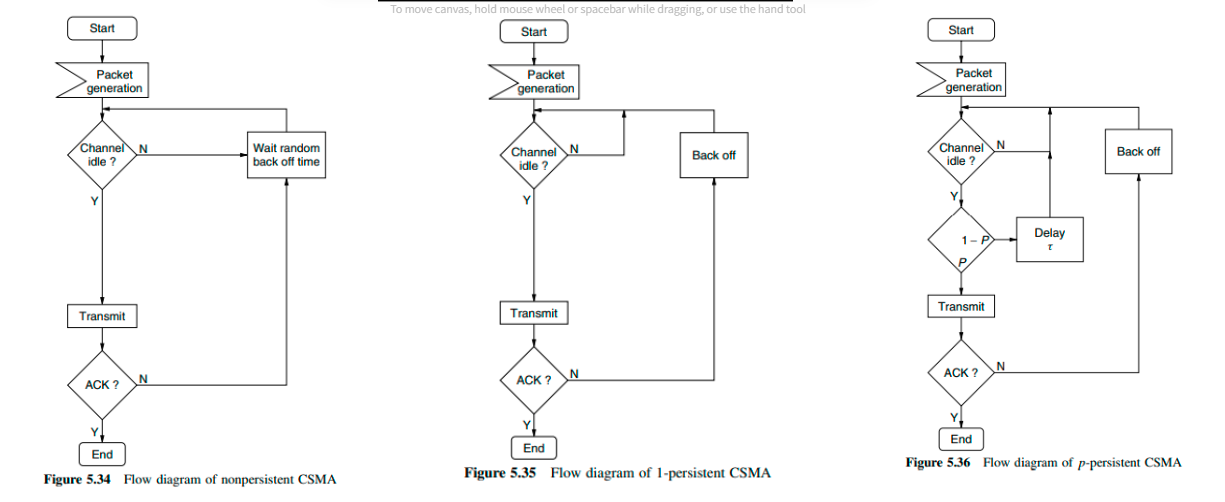 To move canvas, hold mouse wheel or spacebar while dragging, or use the hand tool
Start
Packet
generation
Channel
idle ?
N
Wait random
back off time
Y
Transmit
ACK ?
N
Y
End
Figure 5.34 Flow diagram of nonpersistent CSMA
Start
Packet
generation
Channel
idle ?
N
Back off
Y
Transmit
ACK ?
N
Y
End
Figure 5.35 Flow diagram of 1-persistent CSMA
Start
Packet
generation
Channel
idle ?
N
Back off
Y
1 – P
P
Delay
τ
Transmit
ACK ?
N
Y
End
Figure 5.36 Flow diagram of p-persistent CSMA